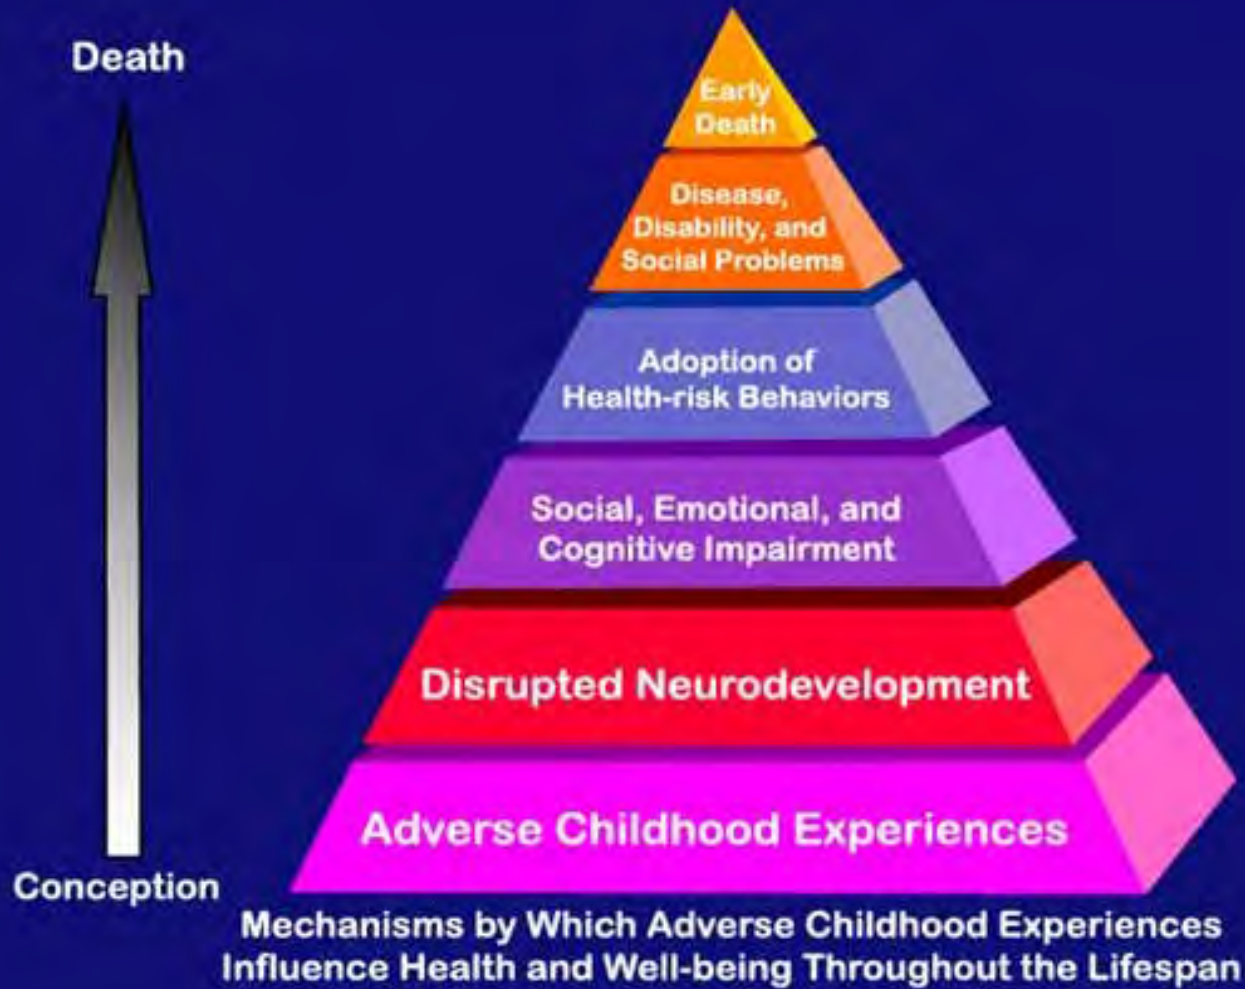 Death
Early
Death
Disease,
Disability, and
Social Problems
Adoption of
Health-risk Behaviors
Social, Emotional, and
Cognitive Impairment
Disrupted Neurodevelopment
Adverse Childhood Experiences
Conception
Mechanisms by Which Adverse Childhood Experiences
Influence Health and Well-being Throughout the Lifespan